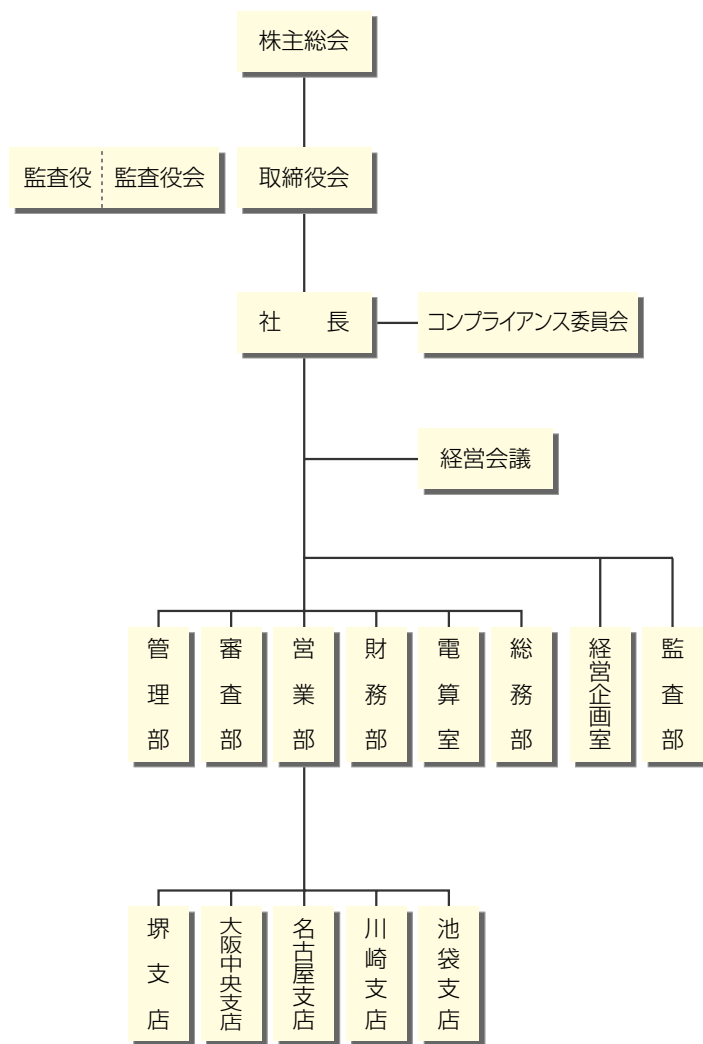 株主総会
監査役
監査役会
取締役会
社　　長
コンプライアンス委員会
経営会議
管理部
審査部
営業部
財務部
電算室
総務部
経営企画室
監査部
堺支店
大阪中央支店
名古屋支店
川崎支店
池袋支店